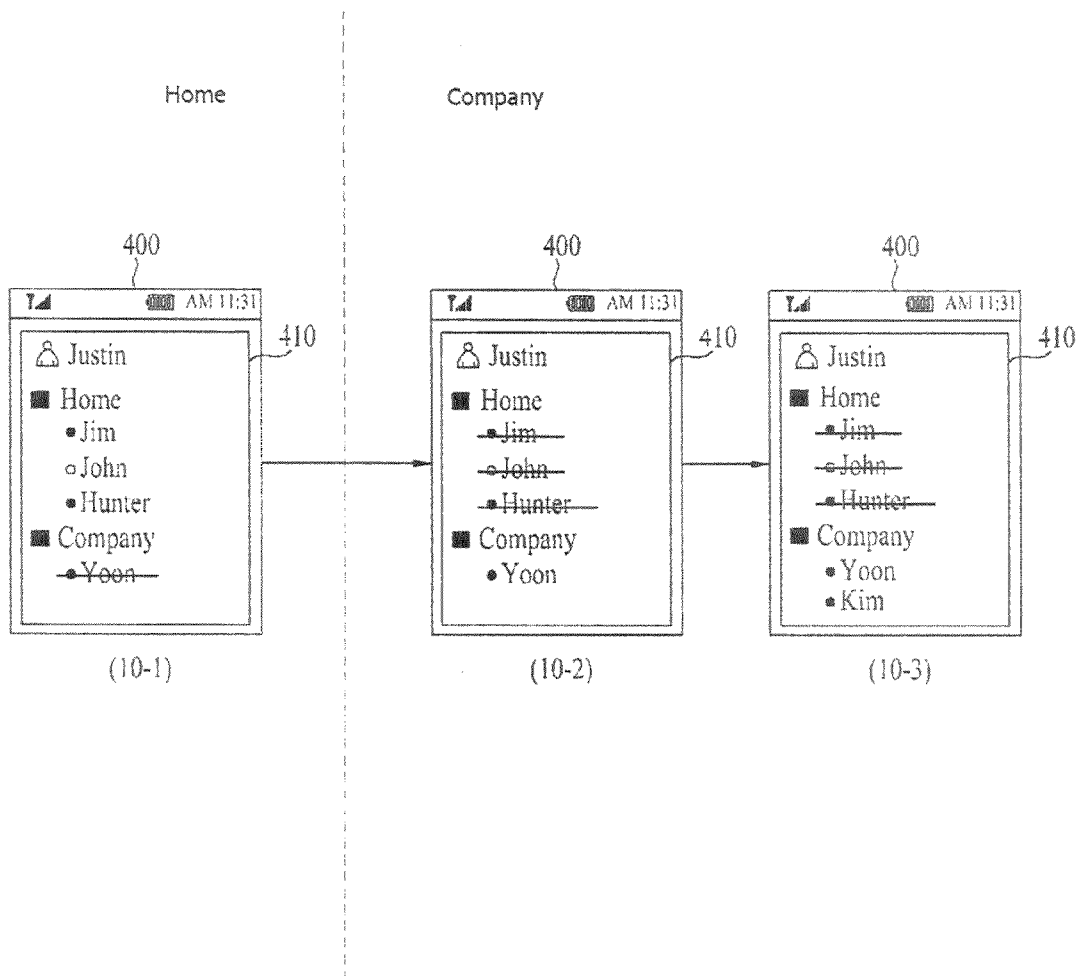 Home
Company
400
AM 11:31
410
Justin
Home
Jim
John
Hunter
Company
Yoon
(10-1)
400
AM 11:31
410
Justin
Home
Jim
John
Hunter
Company
Yoon
(10-2)
400
AM 11:31
410
Justin
Home
Jim
John
Hunter
Company
Yoon
Kim
(10-3)